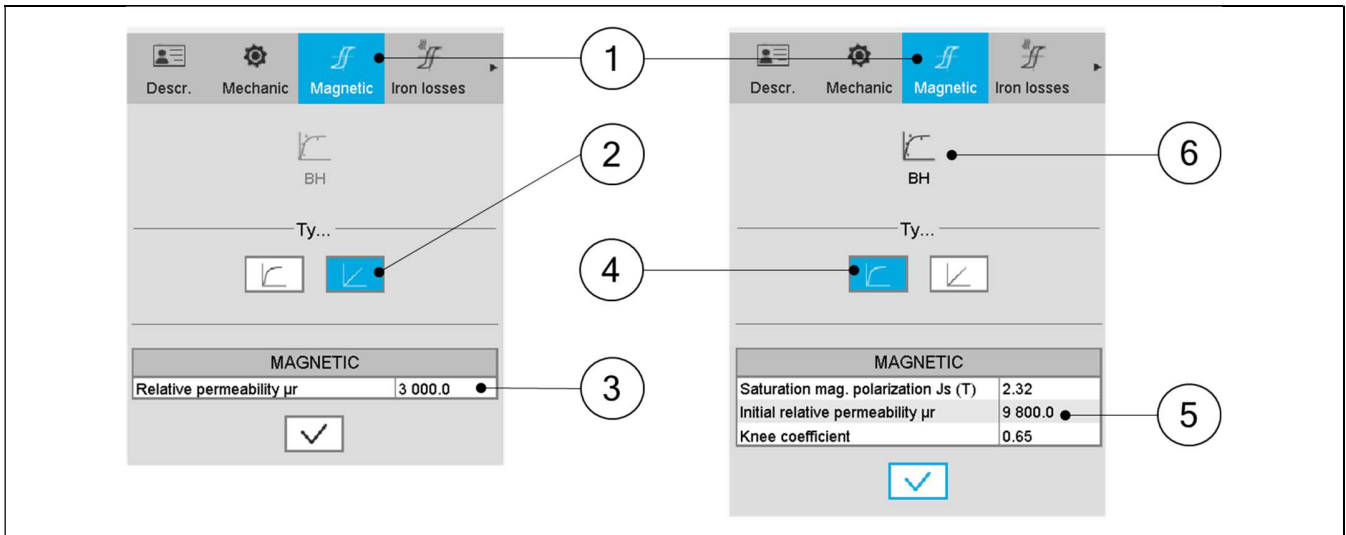 Descr. Mechanic Magnetic Iron losses
BH
Ty...
MAGNETIC
Relative permeability µr 3 000.0
1
2
4
3
Descr. Mechanic Magnetic Iron losses
BH
6
Ty...
MAGNETIC
Saturation mag. polarization Js (T) 2.32
Initial relative permeability µr 9 800.0
Knee coefficient 0.65
5